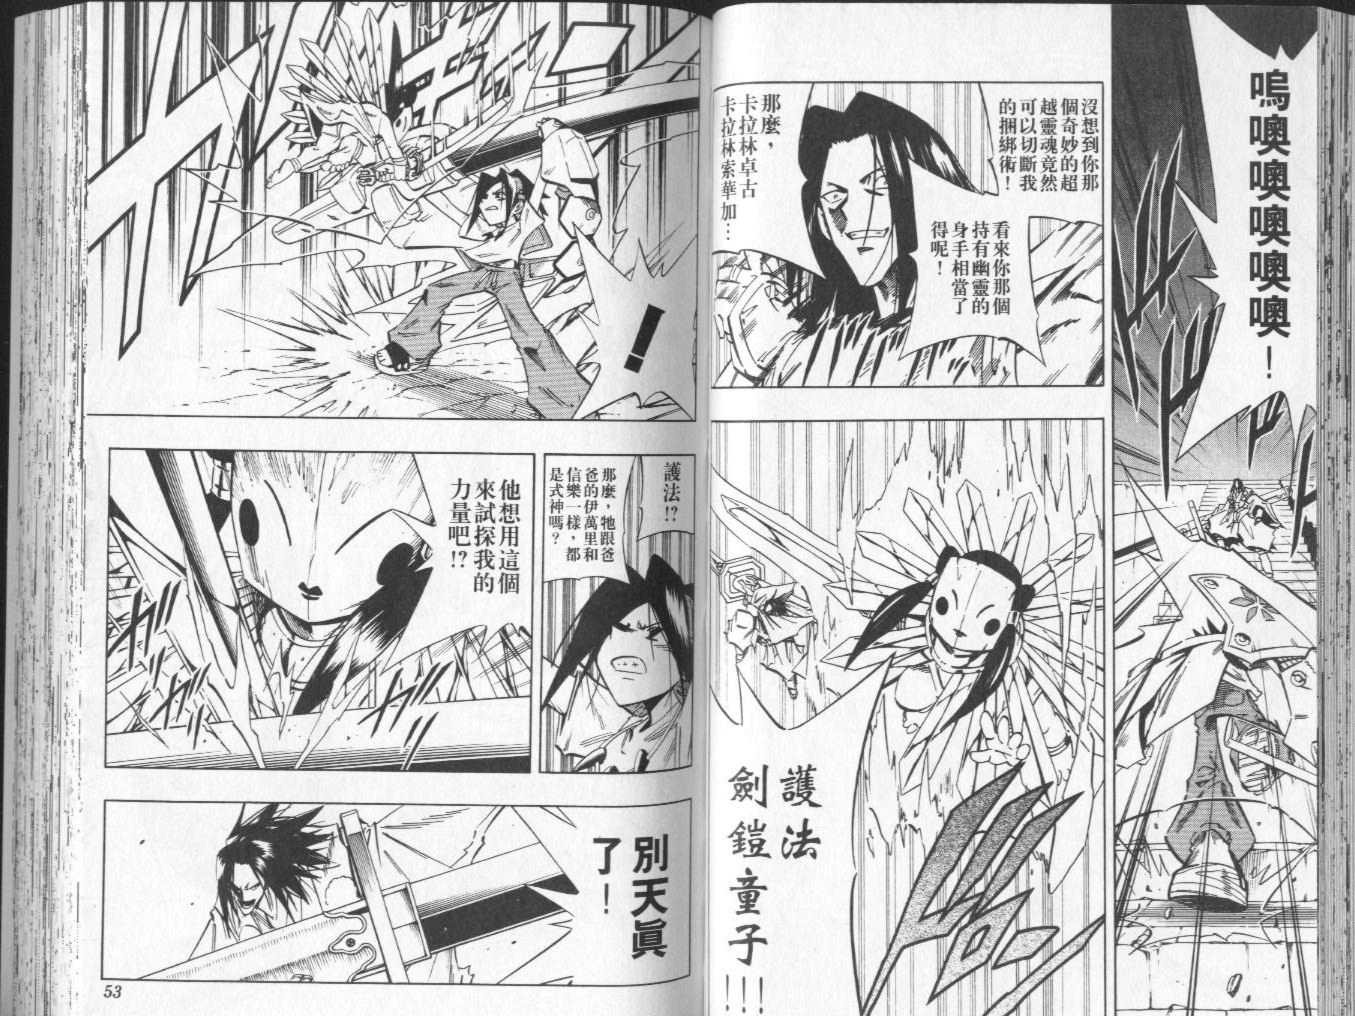 嗚噢噢噢噢噢！
沒想到你那
個奇妙的超
越靈魂竟然
可以切斷我
的捆綁術！
看來你那個
持有幽靈的
身手相當了
得呢！
那麼，
卡拉林卓古
卡拉林索華加…
護法
劍鎧童子!!!
！
護法!?
那麼，牠跟爸
爸的伊萬里和
信樂一樣，都
是式神嗎？
他想用這個
來試探我的
力量吧!?
別天眞
了！
53